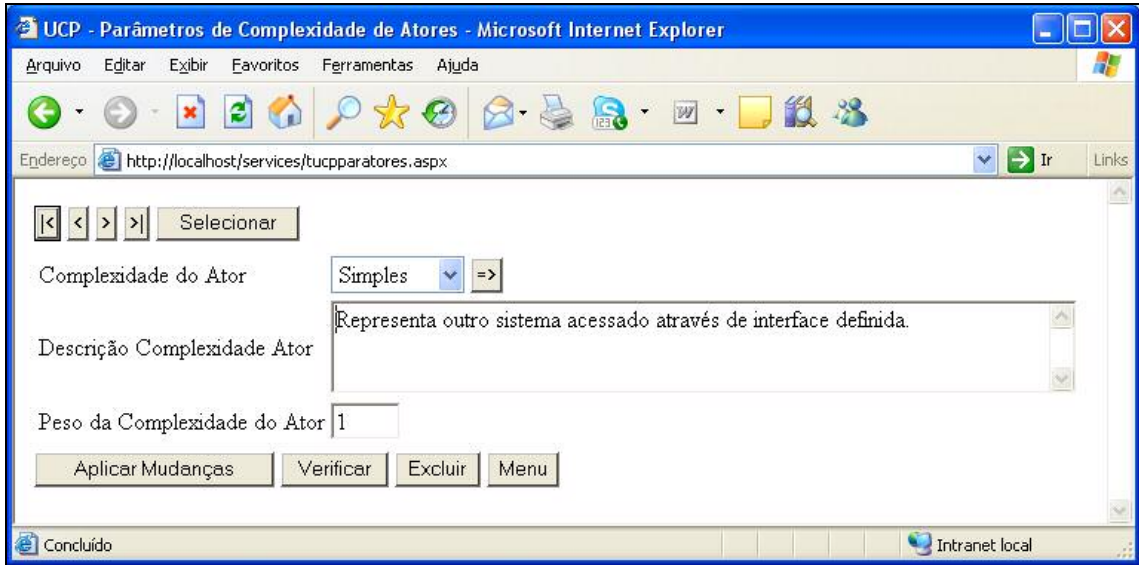 UCP - Parâmetros de Complexidade de Atores - Microsoft Internet Explorer
Arquivo Editar Exibir Favoritos Ferramentas Ajuda
Endereço http://localhost/services/tucpparatores.aspx Ir Links
|< < > >| Selecionar
Complexidade do Ator Simples =>
Representa outro sistema acessado através de interface definida.
Descrição Complexidade Ator
Peso da Complexidade do Ator 1
Aplicar Mudanças Verificar Excluir Menu
Concluído Intranet local